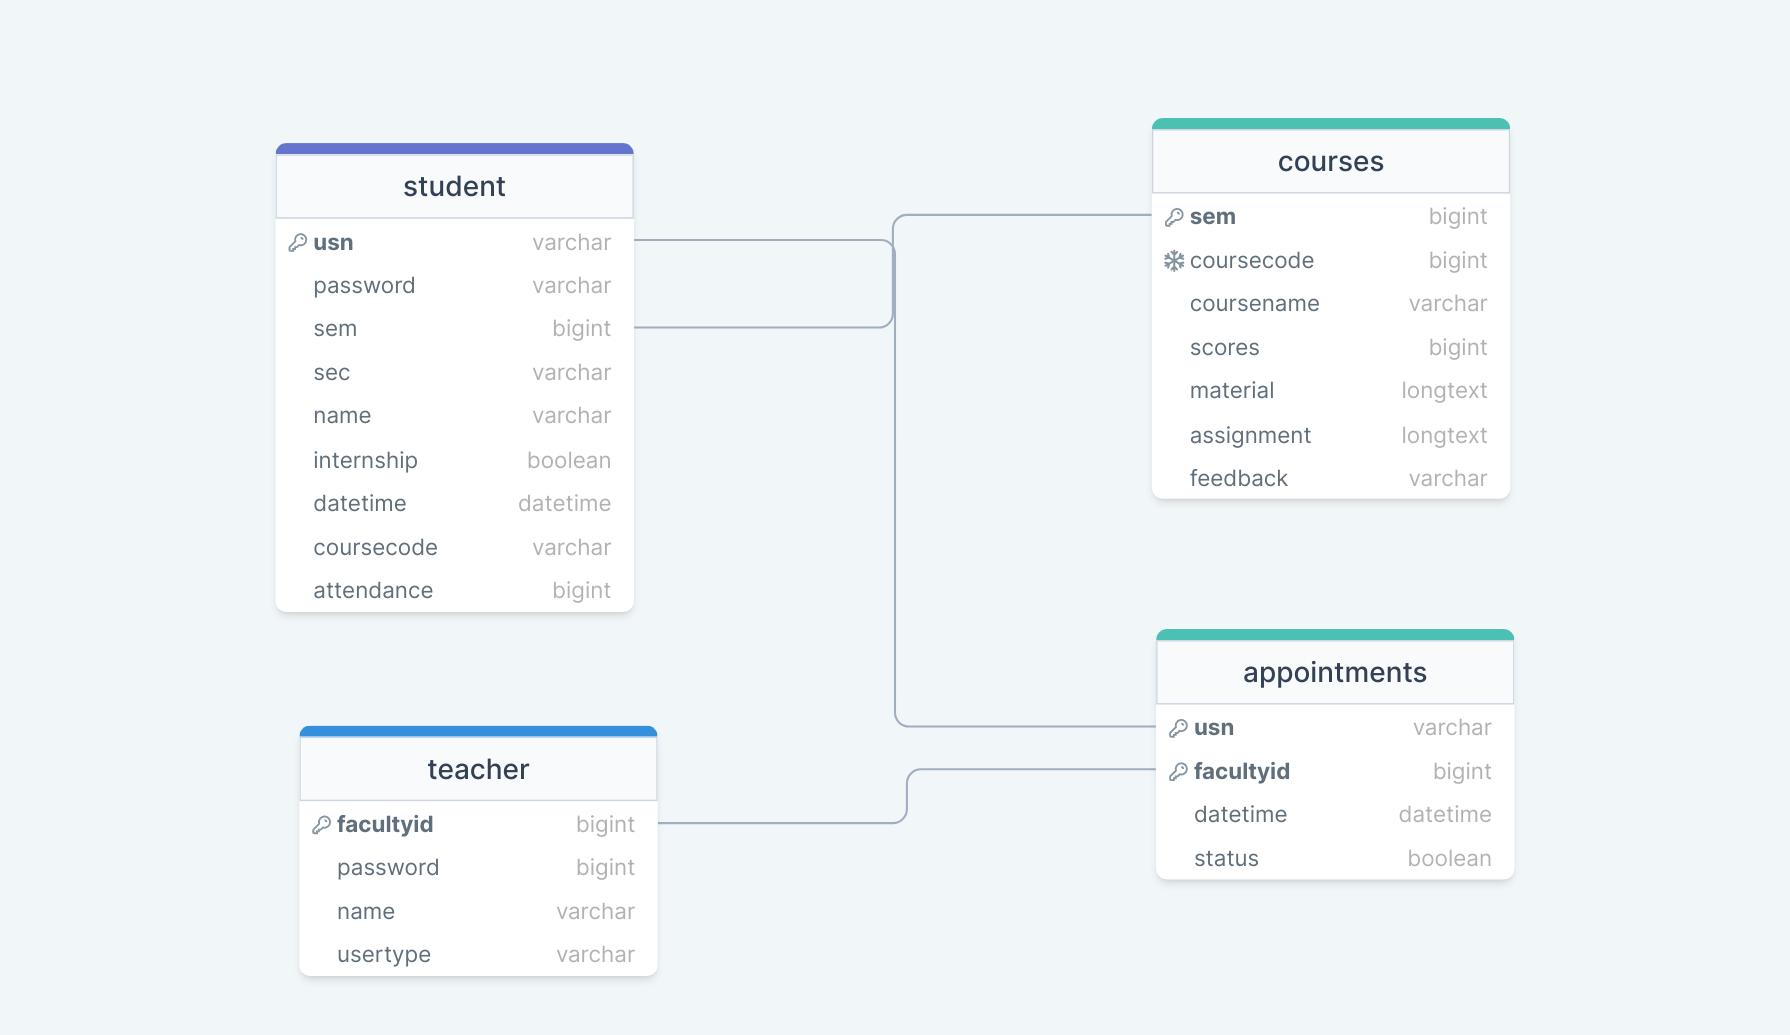 student
usn varchar
password varchar
sem bigint
sec varchar
name varchar
internship boolean
datetime datetime
coursecode varchar
attendance bigint
courses
sem bigint
coursecode bigint
coursename varchar
scores bigint
material longtext
assignment longtext
feedback varchar
teacher
facultyid bigint
password bigint
name varchar
usertype varchar
appointments
usn varchar
facultyid bigint
datetime datetime
status boolean